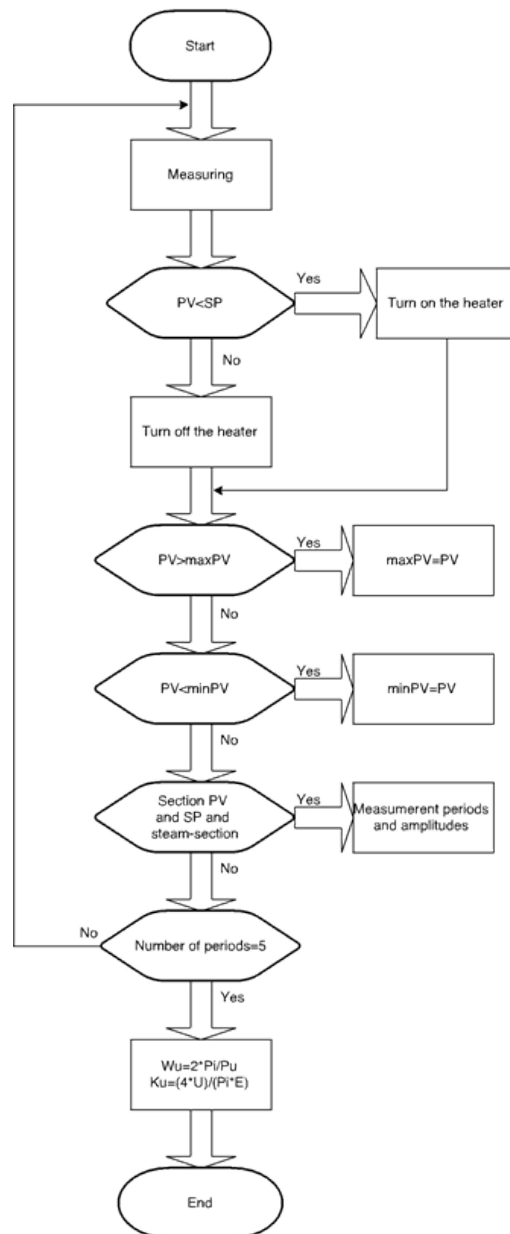 Start
Measuring
PV<SP
Yes
Turn on the heater
No
Turn off the heater
PV>maxPV
Yes
maxPV=PV
No
PV<minPV
Yes
minPV=PV
No
Section PV
and SP and
steam-section
Yes
Measumerent periods
and amplitudes
No
Number of periods=5
No
Yes
Wu=2*Pi/Pu
Ku=(4*U)/(Pi*E)
End